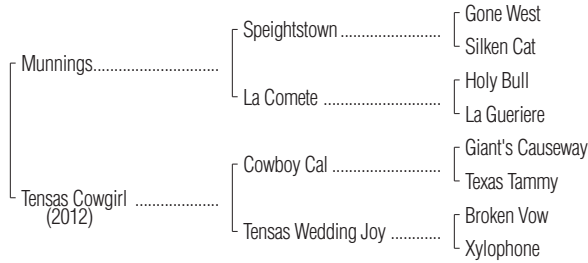 Gone West
Speightstown
Silken Cat
Munnings
Holy Bull
La Comete
La Gueriere
Giant's Causeway
Cowboy Cal
Texas Tammy
Tensas Cowgirl
(2012)
Broken Vow
Tensas Wedding Joy
Xylophone